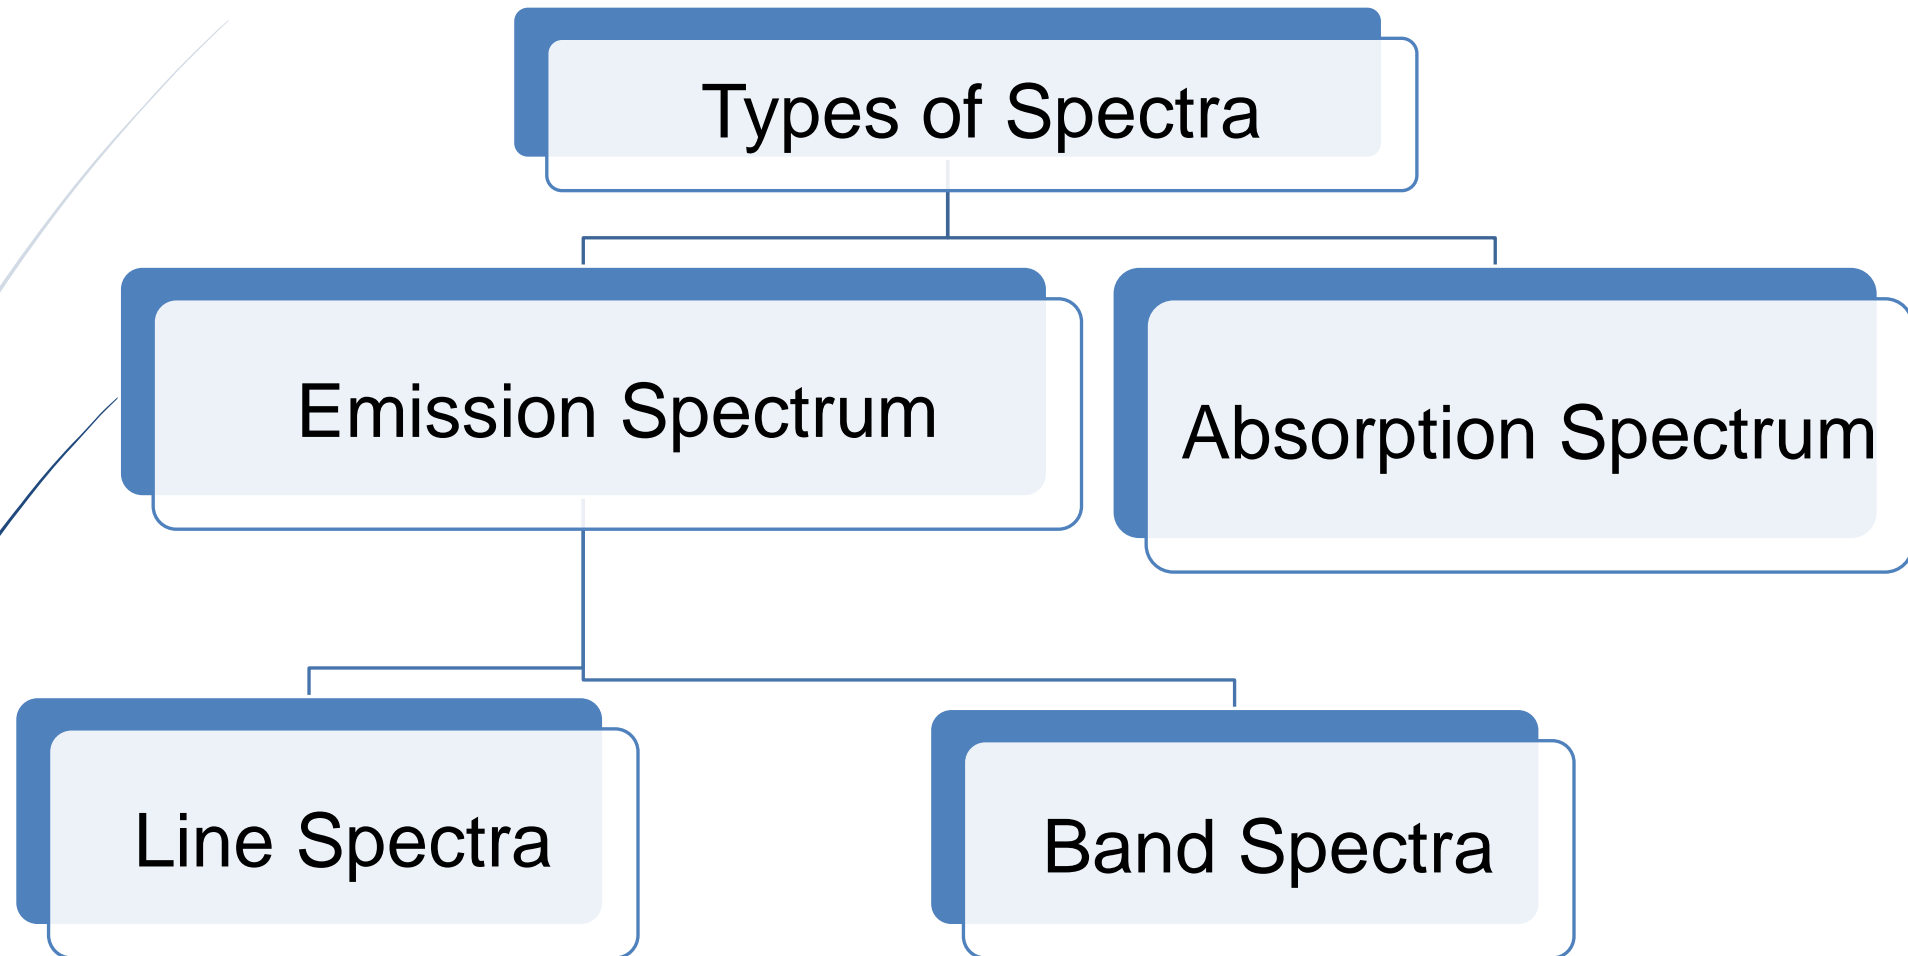 Types of Spectra
Emission Spectrum
Absorption Spectrum
Line Spectra
Band Spectra